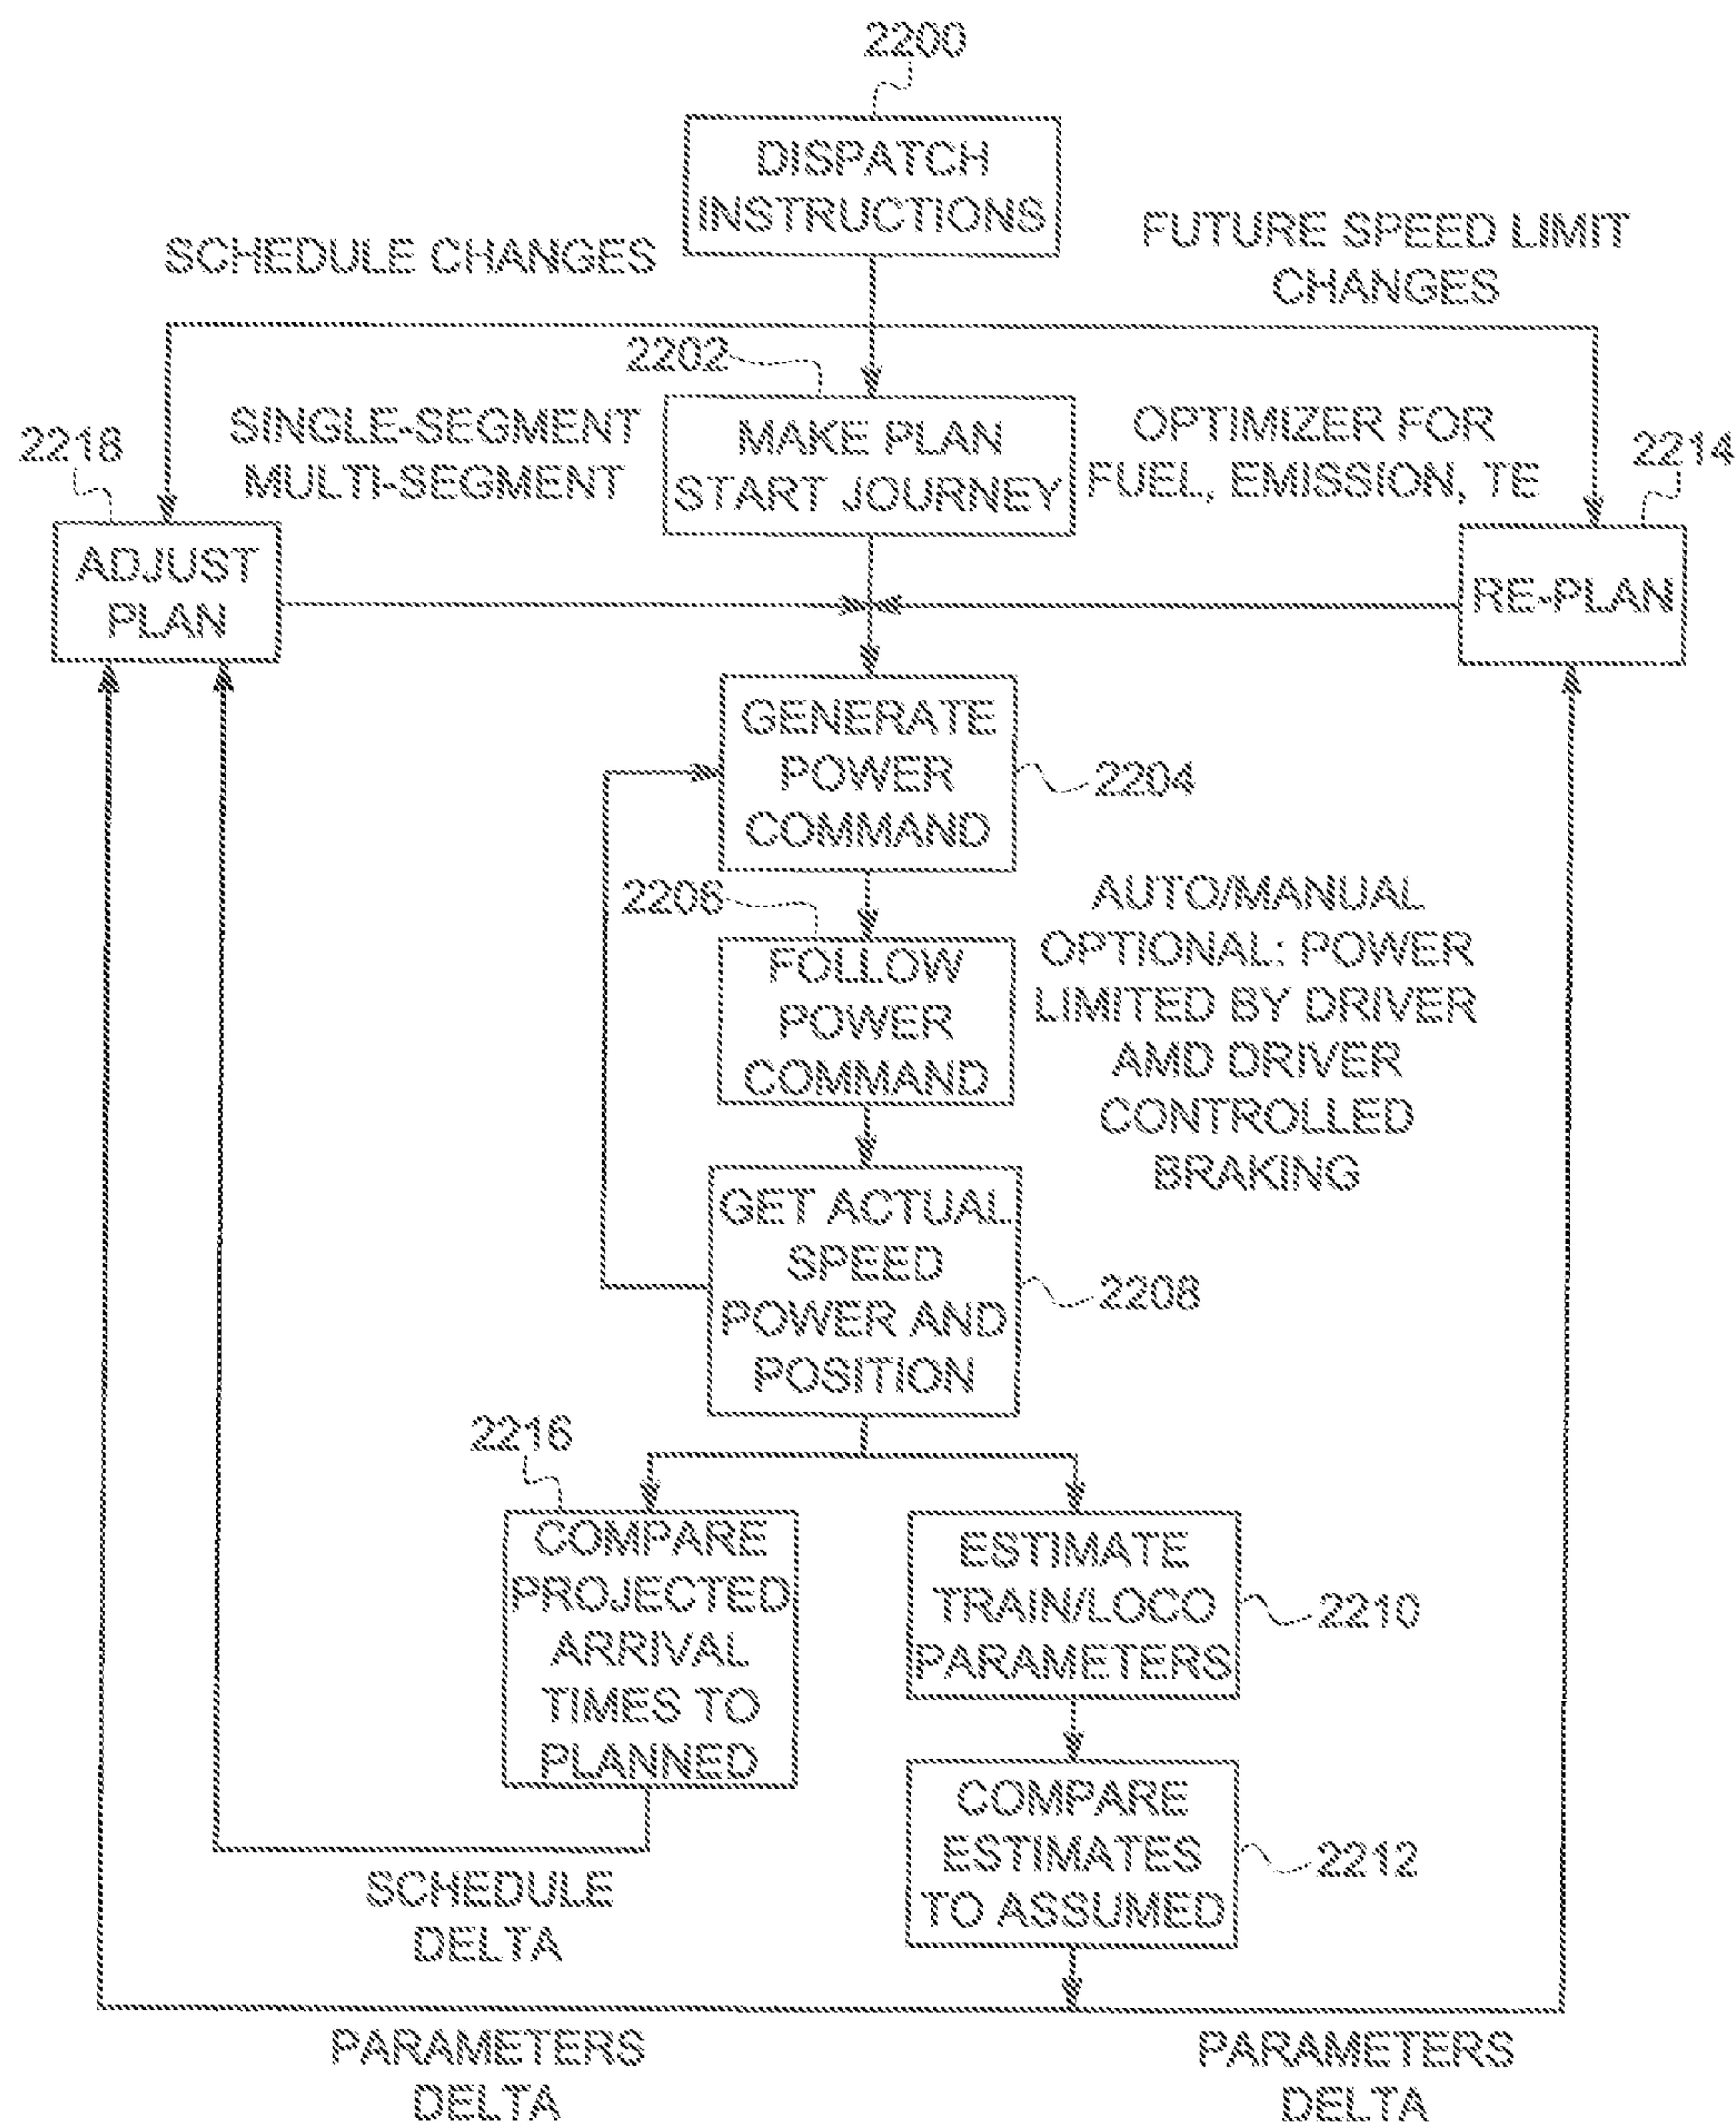 2200
DISPATCH
INSTRUCTIONS
SCHEDULE CHANGES
FUTURE SPEED LIMIT
CHANGES
2202
2218
SINGLE-SEGMENT
MULTI-SEGMENT
MAKE PLAN
START JOURNEY
OPTIMIZER FOR
FUEL, EMISSION, TE
2214
ADJUST
PLAN
RE-PLAN
GENERATE
POWER
COMMAND
2204
2206
FOLLOW
POWER
COMMAND
AUTO/MANUAL
OPTIONAL: POWER
LIMITED BY DRIVER
AMD DRIVER
CONTROLLED
BRAKING
GET ACTUAL
SPEED
POWER AND
POSITION
2208
2216
COMPARE
PROJECTED
ARRIVAL
TIMES TO
PLANNED
ESTIMATE
TRAIN/LOCO
PARAMETERS
2210
COMPARE
ESTIMATES
TO ASSUMED
2212
SCHEDULE
DELTA
PARAMETERS
DELTA
PARAMETERS
DELTA